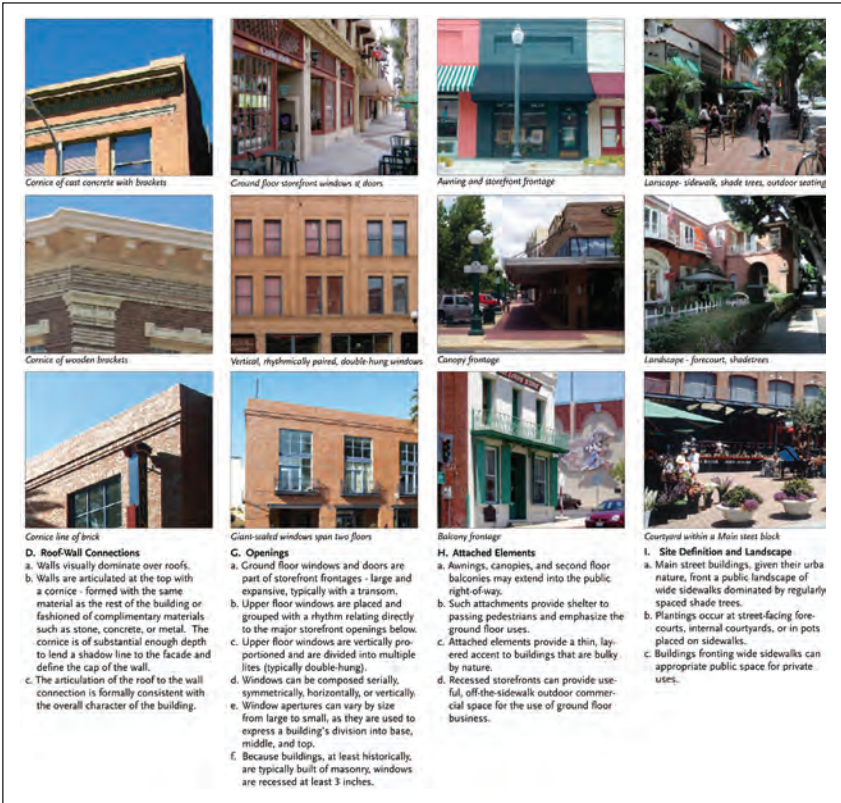 Cornice of cast concrete with brackets
Ground floor storefront windows & doors
Awning and storefront frontage
Lanscape- sidewalk, shade trees, outdoor seating
Cornice of wooden brackets
Vertical, rhythmically paired, double-hung windows
Canopy frontage
Landscape - forecourt, shadetrees
Cornice line of brick
Giant-scaled windows span two floors
Balcony frontage
Courtyard within a Main steet block
D. Roof-Wall Connections
a. Walls visually dominate over roofs.
b. Walls are articulated at the top with
a cornice - formed with the same
material as the rest of the building or
fashioned of complimentary materials
such as stone, concrete, or metal. The
cornice is of substantial enough depth
to lend a shadow line to the facade and
define the cap of the wall.
c. The articulation of the roof to the wall
connection is formally consistent with
the overall character of the building.
G. Openings
a. Ground floor windows and doors are
part of storefront frontages - large and
expansive, typically with a transom.
b. Upper floor windows are placed and
grouped with a rhythm relating directly
to the major storefront openings below.
c. Upper floor windows are vertically pro-
portioned and are divided into multiple
lites (typically double-hung).
d. Windows can be composed serially,
symmetrically, horizontally, or vertically.
e. Window apertures can vary by size
from large to small, as they are used to
express a building's division into base,
middle, and top.
f. Because buildings, at least historically,
are typically built of masonry, windows
are recessed at least 3 inches.
H. Attached Elements
a. Awnings, canopies, and second floor
balconies may extend into the public
right-of-way.
b. Such attachments provide shelter to
passing pedestrians and emphasize the
ground floor uses.
c. Attached elements provide a thin, lay-
ered accent to buildings that are bulky
by nature.
d. Recessed storefronts can provide use-
ful, off-the-sidewalk outdoor commer-
cial space for the use of ground floor
business.
I. Site Definition and Landscape
a. Main street buildings, given their urba
nature, front a public landscape of
wide sidewalks dominated by regularly
spaced shade trees.
b. Plantings occur at street-facing fore-
courts, internal courtyards, or in pots
placed on sidewalks.
c. Buildings fronting wide sidewalks can
appropriate public space for private
uses.